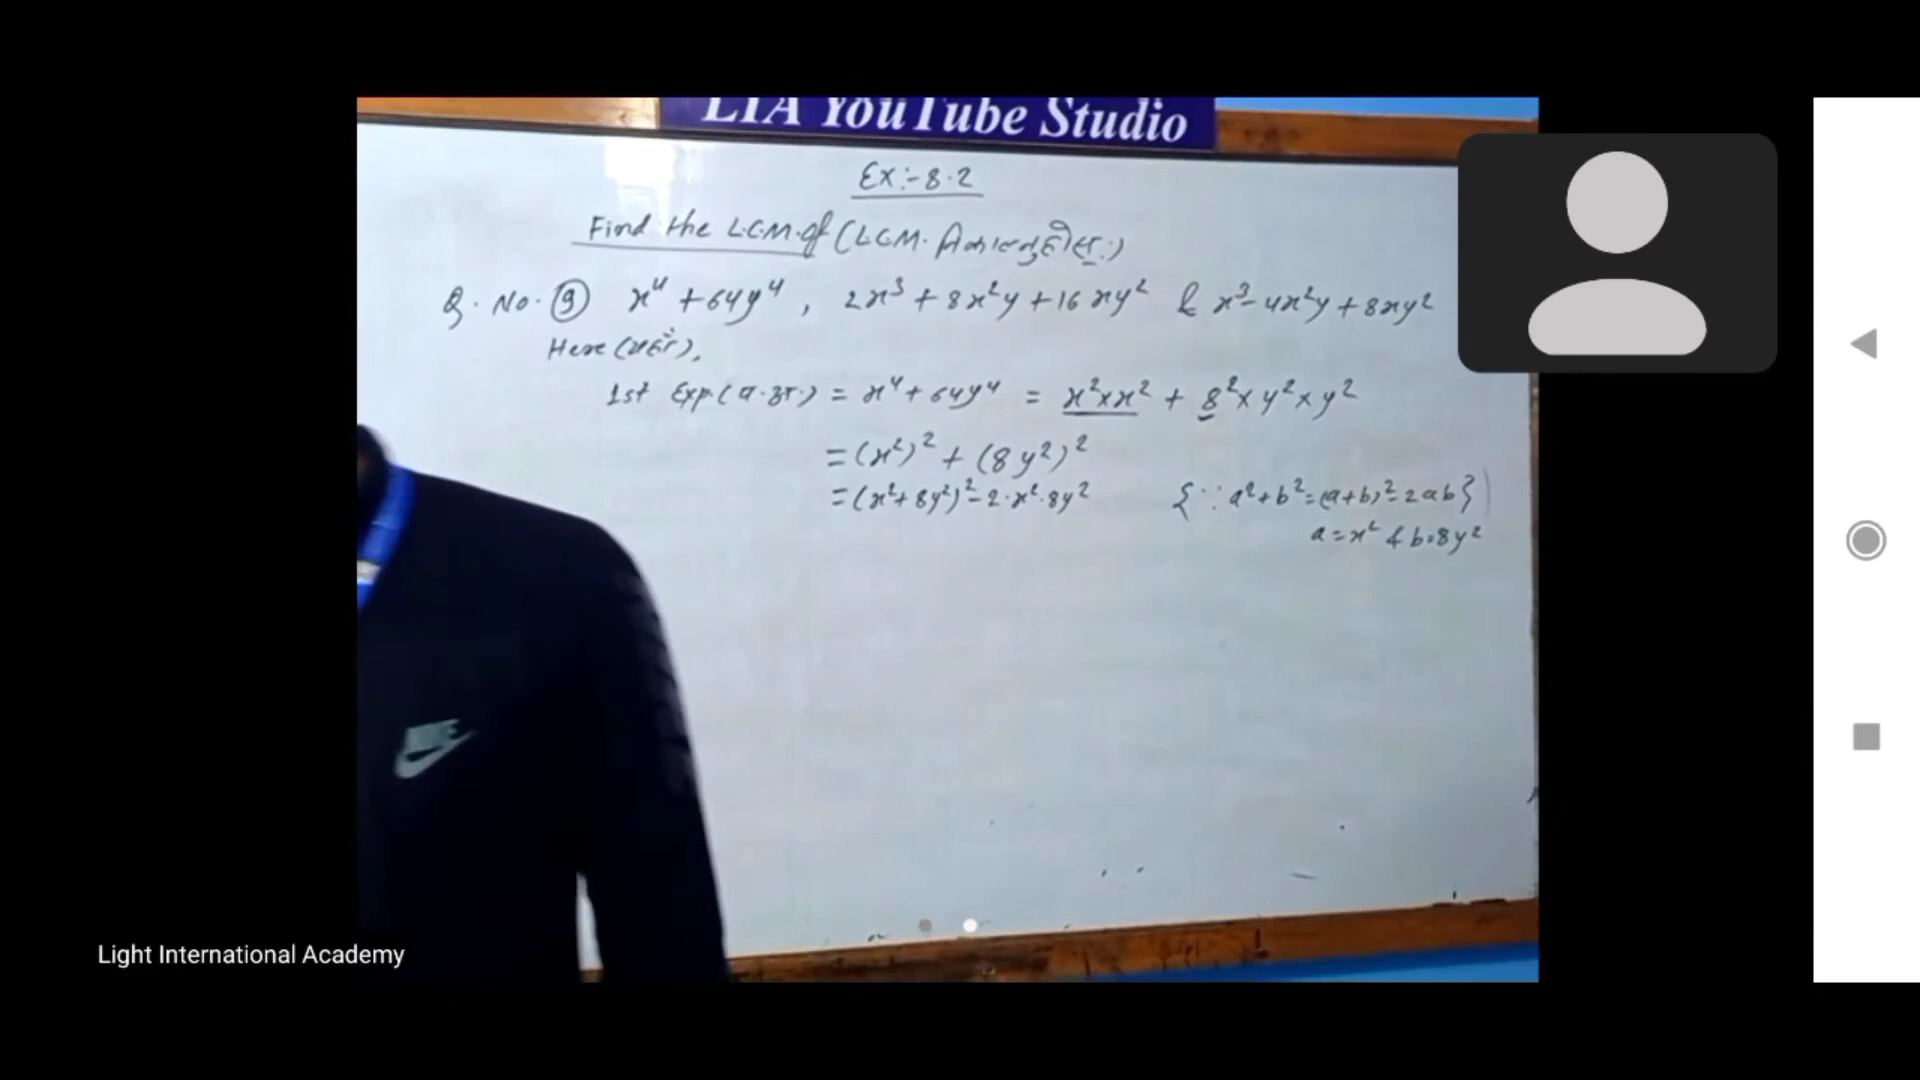 LIA YouTube Studio
Ex:- 8.2
Find the L.C.M. of (L.C.M. निकाल्नुहोस्:)
Q. No. ⑨ x⁴ + 64y⁴ , 2x³ + 8x²y + 16xy² & x³ - 4x²y + 8xy²
Here (यहाँ),
1st Exp. (प. ) = x⁴ + 64y⁴ = x² × x² + 8² × y² × y²
= (x²)² + (8y²)²
= (x² + 8y²)² - 2·x²·8y² {∵ a² + b² = (a+b)² - 2ab}
a = x² & b = 8y²
NIKE
Light International Academy